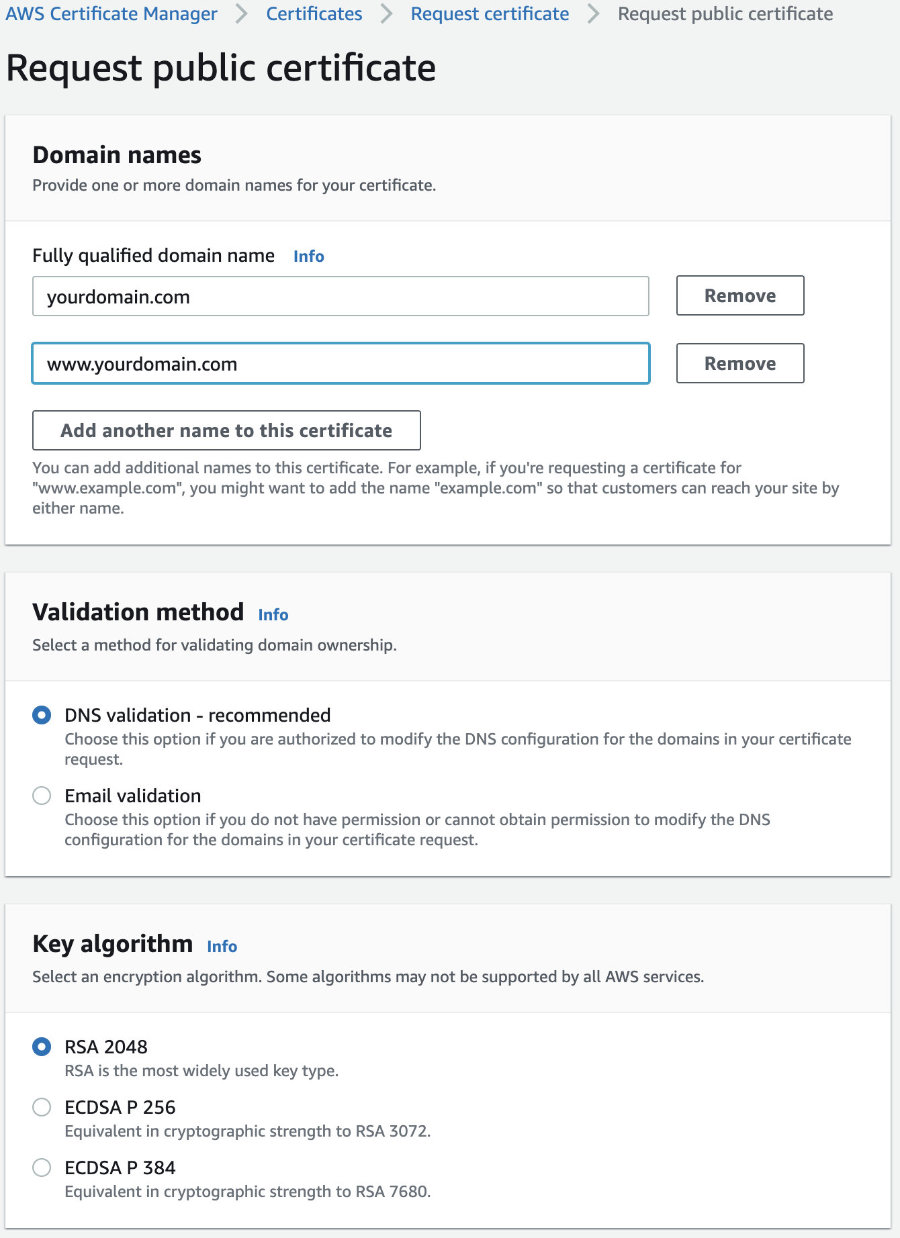 AWS Certificate Manager > Certificates > Request certificate > Request public certificate
Request public certificate
Domain names
Provide one or more domain names for your certificate.
Fully qualified domain name Info
yourdomain.com Remove
www.yourdomain.com Remove
Add another name to this certificate
You can add additional names to this certificate. For example, if you're requesting a certificate for
"www.example.com", you might want to add the name "example.com" so that customers can reach your site by
either name.
Validation method Info
Select a method for validating domain ownership.
DNS validation - recommended
Choose this option if you are authorized to modify the DNS configuration for the domains in your certificate
request.
Email validation
Choose this option if you do not have permission or cannot obtain permission to modify the DNS
configuration for the domains in your certificate request.
Key algorithm Info
Select an encryption algorithm. Some algorithms may not be supported by all AWS services.
RSA 2048
RSA is the most widely used key type.
ECDSA P 256
Equivalent in cryptographic strength to RSA 3072.
ECDSA P 384
Equivalent in cryptographic strength to RSA 7680.